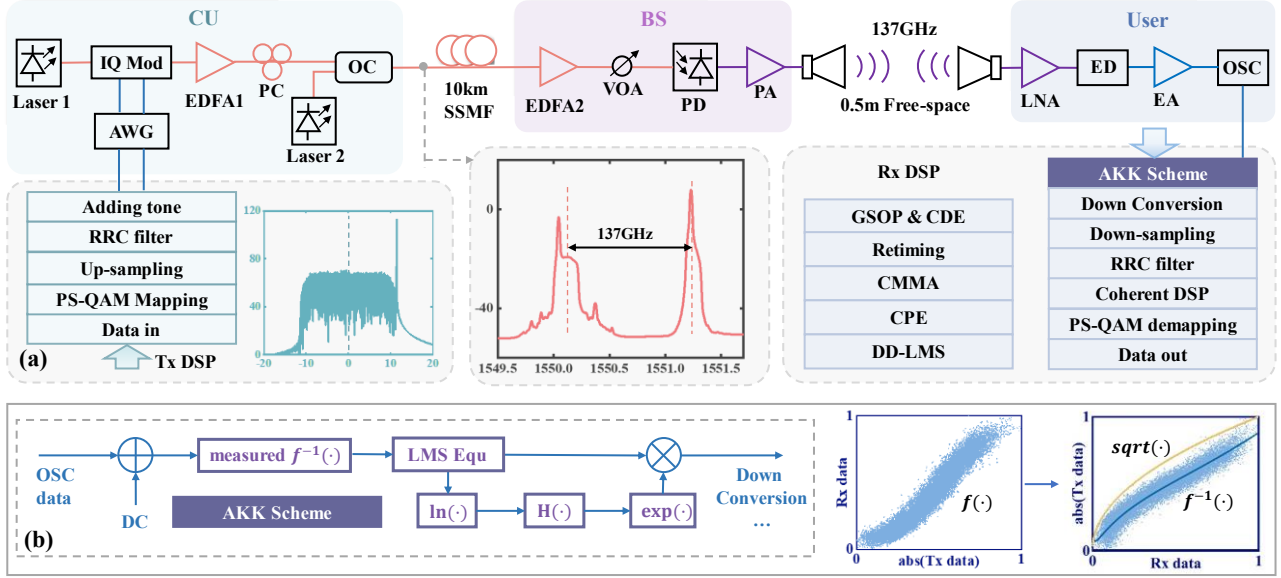 CU
BS
137GHz
User
Laser 1
IQ Mod
EDFA1
PC
OC
Laser 2
AWG
10km
SSMF
EDFA2
VOA
PD
PA
0.5m Free-space
LNA
ED
EA
OSC
Adding tone
RRC filter
Up-sampling
PS-QAM Mapping
Data in
(a)
Tx DSP
120
80
40
0
-20
-10
0
10
20
0
-40
137GHz
1549.5
1550.0
1550.5
1551.0
1551.5
Rx DSP
GSOP & CDE
Retiming
CMMA
CPE
DD-LMS
AKK Scheme
Down Conversion
Down-sampling
RRC filter
Coherent DSP
PS-QAM demapping
Data out
OSC
data
DC
measured f⁻¹(·)
LMS Equ
ln(·)
H(·)
exp(·)
Down
Conversion
...
AKK Scheme
(b)
1
Rx data
f(·)
0
0
abs(Tx data)
1
1
abs(Tx data)
sqrt(·)
f⁻¹(·)
0
0
Rx data
1